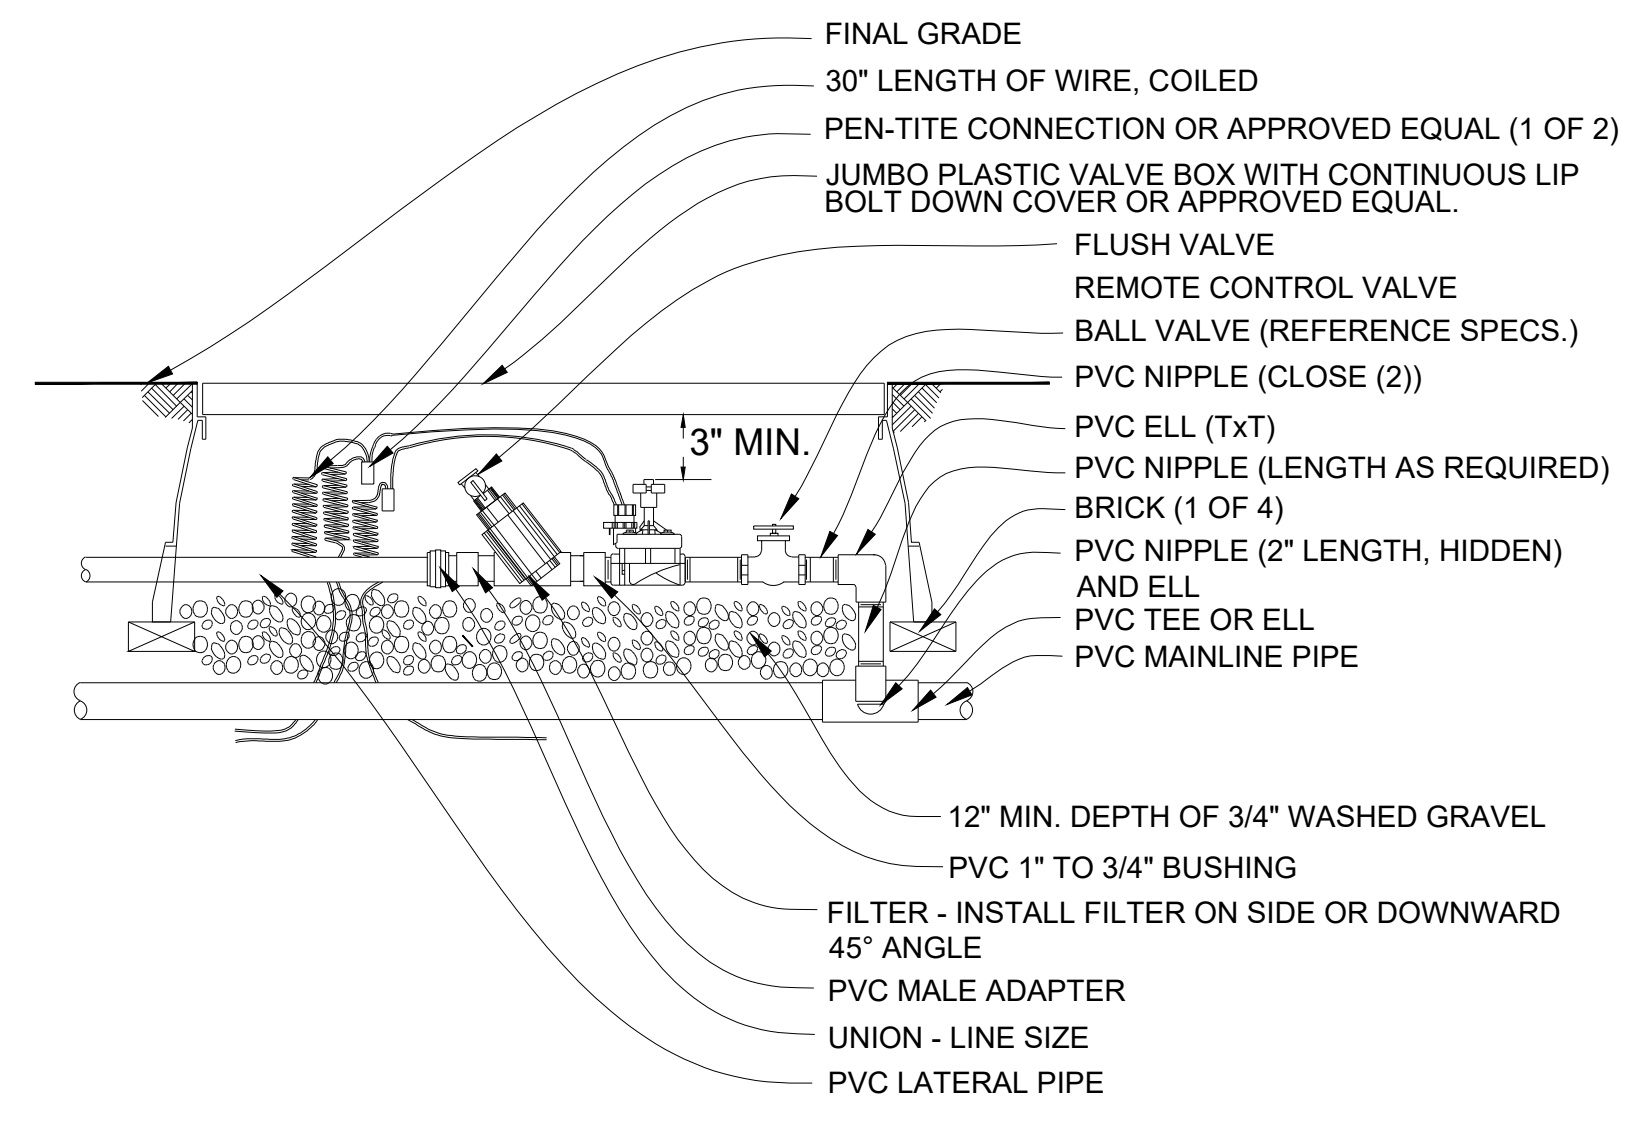 FINAL GRADE
30" LENGTH OF WIRE, COILED
PEN-TITE CONNECTION OR APPROVED EQUAL (1 OF 2)
JUMBO PLASTIC VALVE BOX WITH CONTINUOUS LIP
BOLT DOWN COVER OR APPROVED EQUAL.
FLUSH VALVE
REMOTE CONTROL VALVE
BALL VALVE (REFERENCE SPECS.)
PVC NIPPLE (CLOSE (2))
PVC ELL (TxT)
3" MIN.
PVC NIPPLE (LENGTH AS REQUIRED)
BRICK (1 OF 4)
PVC NIPPLE (2" LENGTH, HIDDEN)
AND ELL
PVC TEE OR ELL
PVC MAINLINE PIPE
12" MIN. DEPTH OF 3/4" WASHED GRAVEL
PVC 1" TO 3/4" BUSHING
FILTER - INSTALL FILTER ON SIDE OR DOWNWARD
45° ANGLE
PVC MALE ADAPTER
UNION - LINE SIZE
PVC LATERAL PIPE